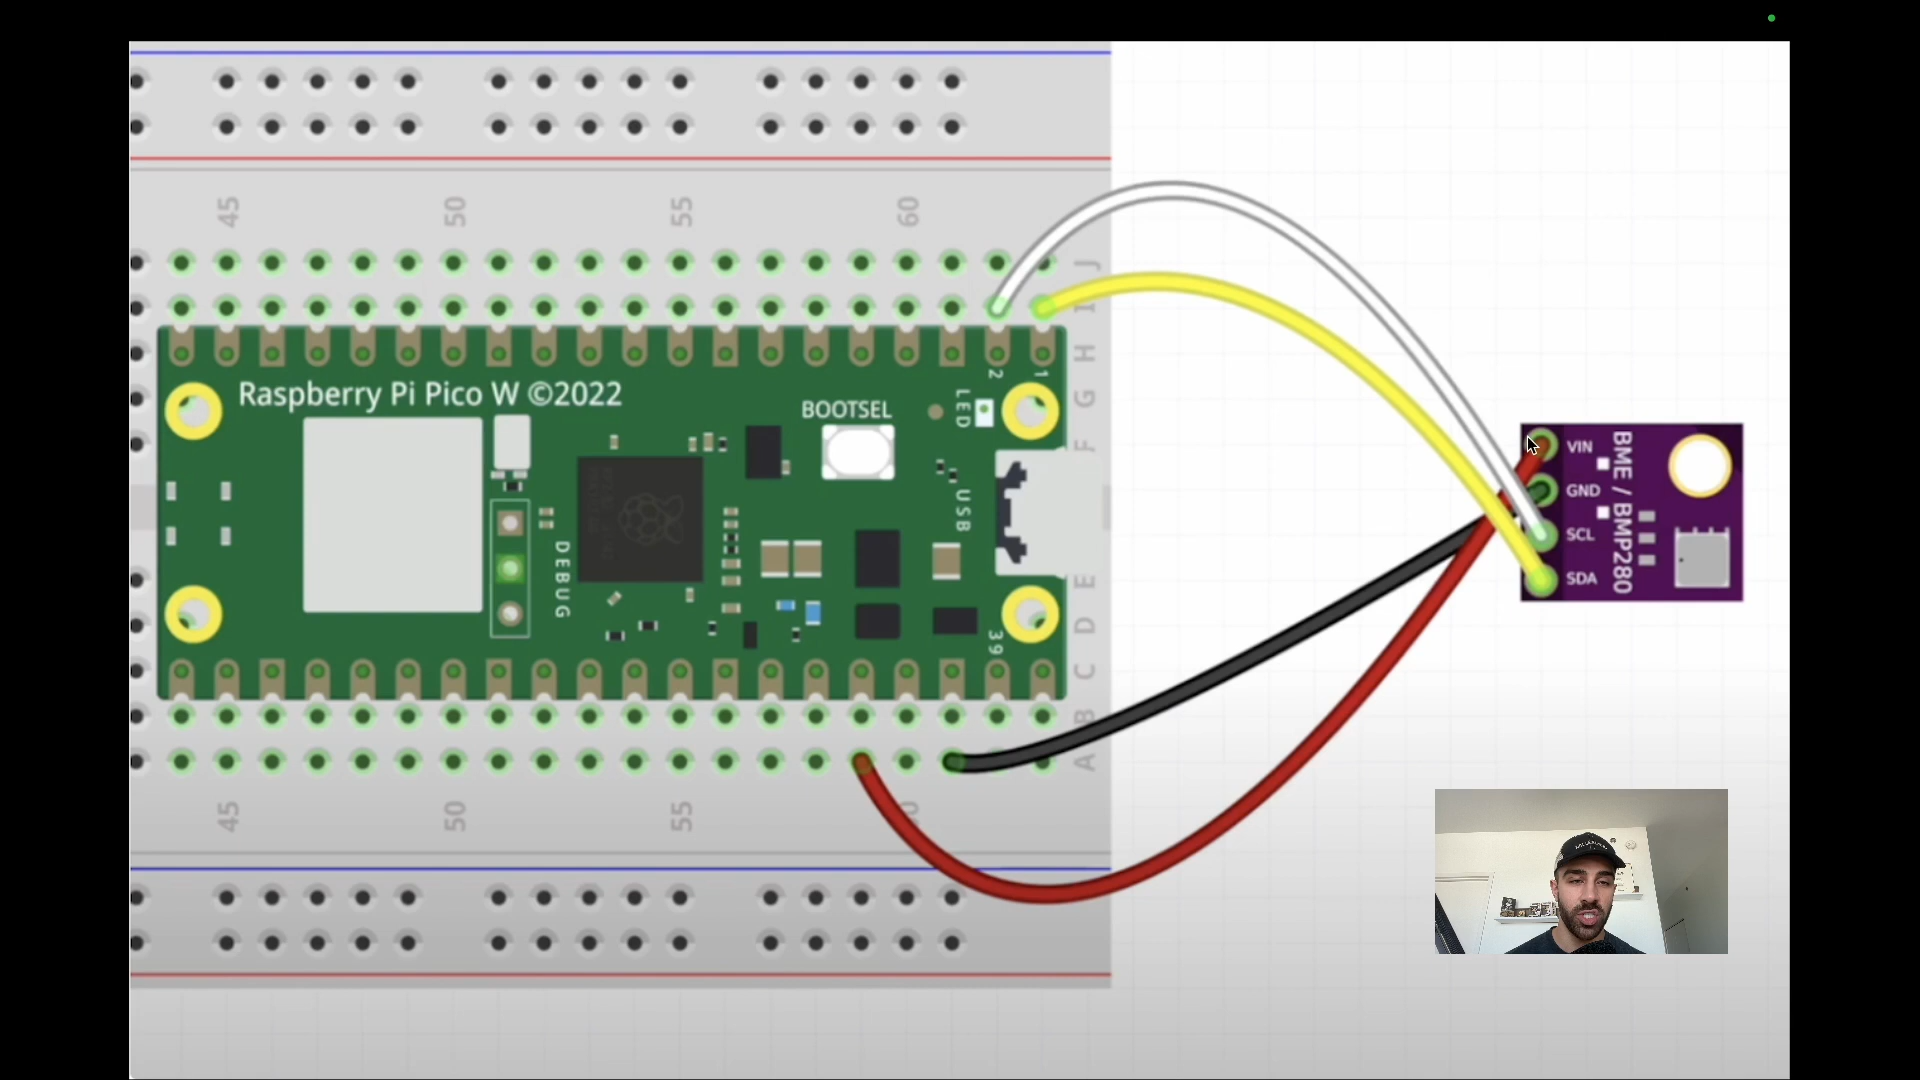 45 50 55 60
J
I
H
2 1
Raspberry Pi Pico W ©2022
BOOTSEL
LED
G
F
VIN
GND
SCL
SDA
BME / BMP280
USB
DEBUG
E
D
39
C
B
A
45 50 55 60